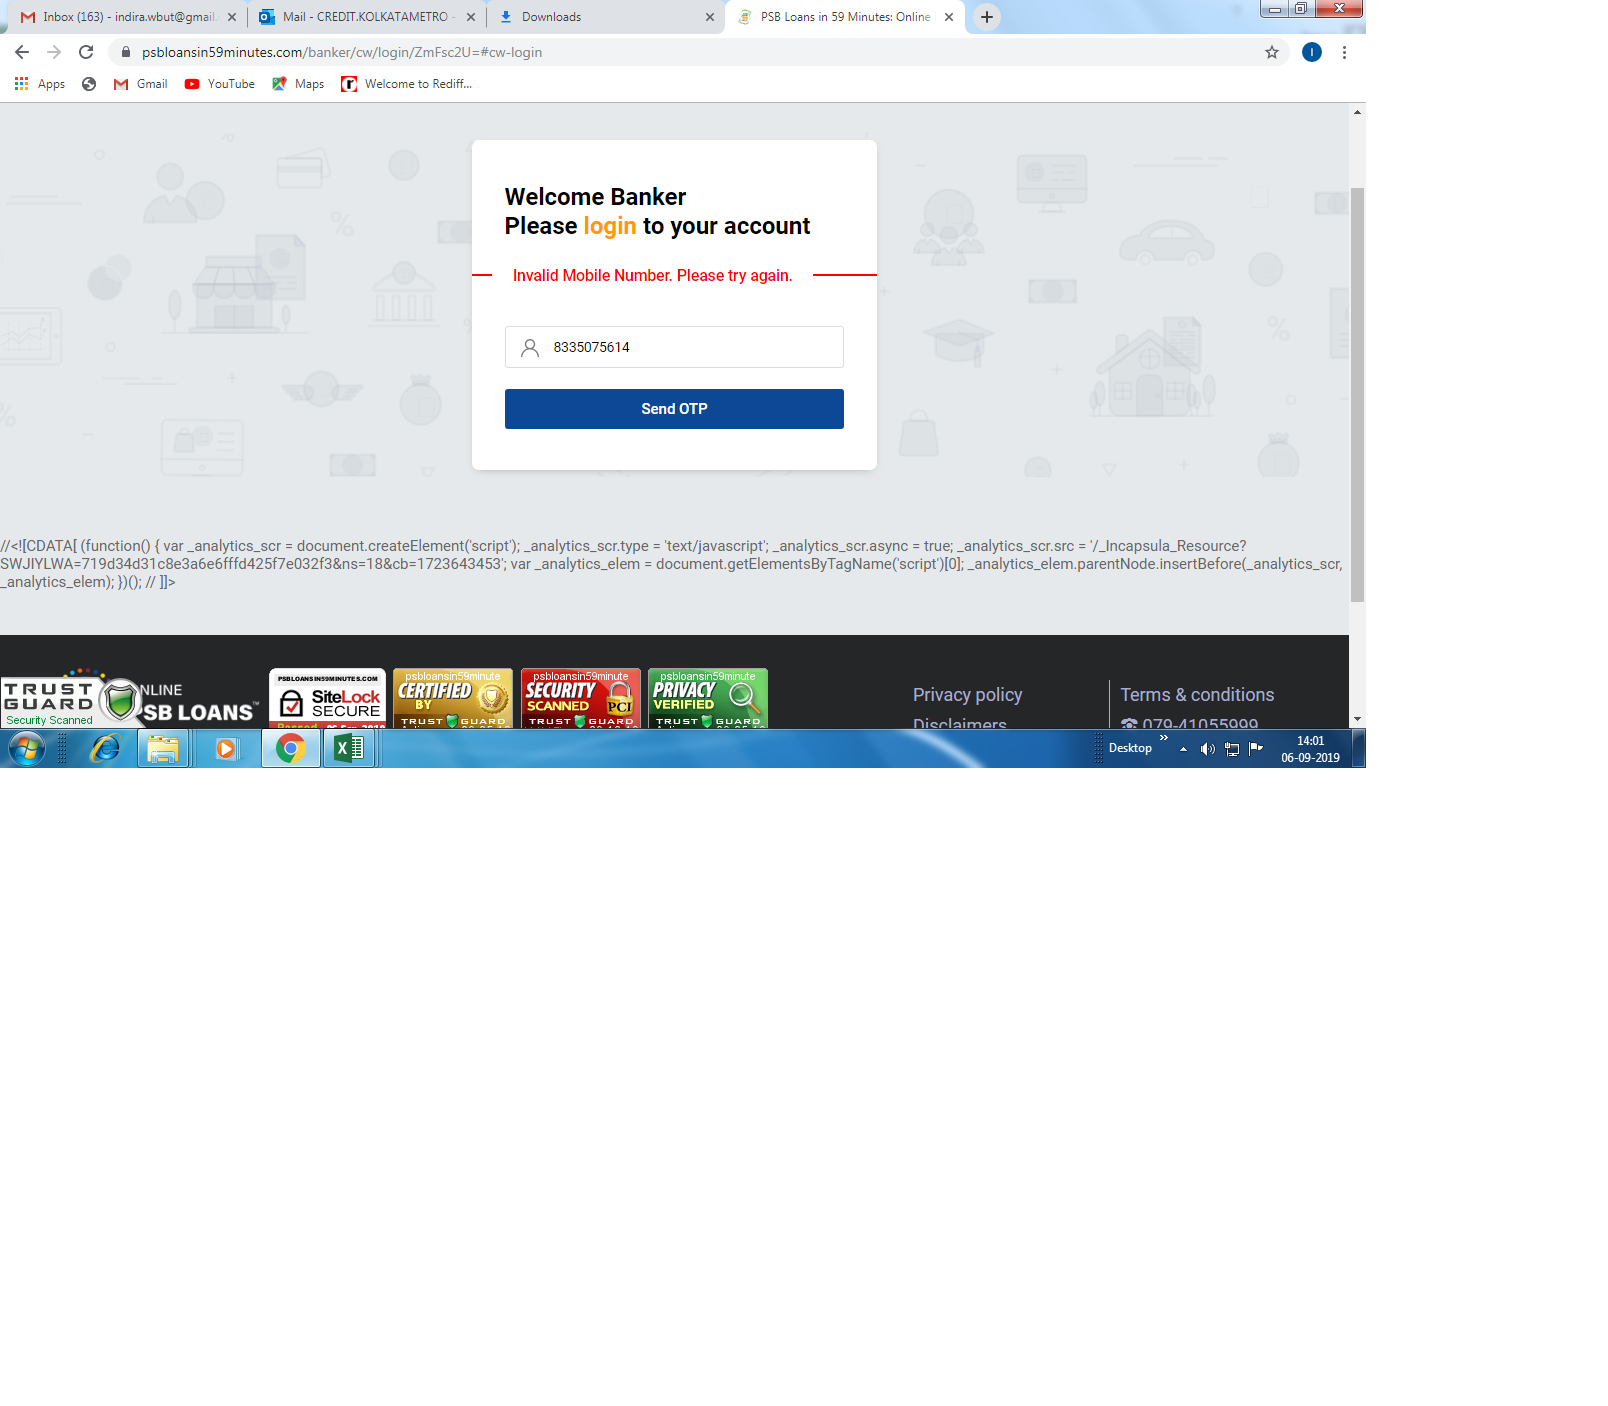 Inbox (163) - indira.wbut@gmail.
Mail - CREDIT.KOLKATAMETRO -
Downloads
PSB Loans in 59 Minutes: Online
psbloansin59minutes.com/banker/cw/login/ZmFsc2U=#cw-login
I
Apps
Gmail
YouTube
Maps
Welcome to Rediff...
Welcome Banker
Please login to your account
Invalid Mobile Number. Please try again.
8335075614
Send OTP
//<![CDATA[ (function() { var _analytics_scr = document.createElement('script'); _analytics_scr.type = 'text/javascript'; _analytics_scr.async = true; _analytics_scr.src = '/_Incapsula_Resource?
SWJIYLWA=719d34d31c8e3a6e6fffd425f7e032f3&ns=18&cb=1723643453'; var _analytics_elem = document.getElementsByTagName('script')[0]; _analytics_elem.parentNode.insertBefore(_analytics_scr,
_analytics_elem); })(); // ]]>
TRUST
GUARD
Security Scanned
NLINE
SB LOANS™
PSBLOANSIN59MINUTES.COM
SiteLock
SECURE
psbloansin59minute
CERTIFIED
BY
TRUST GUARD
psbloansin59minute
SECURITY
SCANNED
PCI
TRUST GUARD
psbloansin59minute
PRIVACY
VERIFIED
TRUST GUARD
Privacy policy
Disclaimers
Terms & conditions
079-41055999
Desktop
14:01
06-09-2019